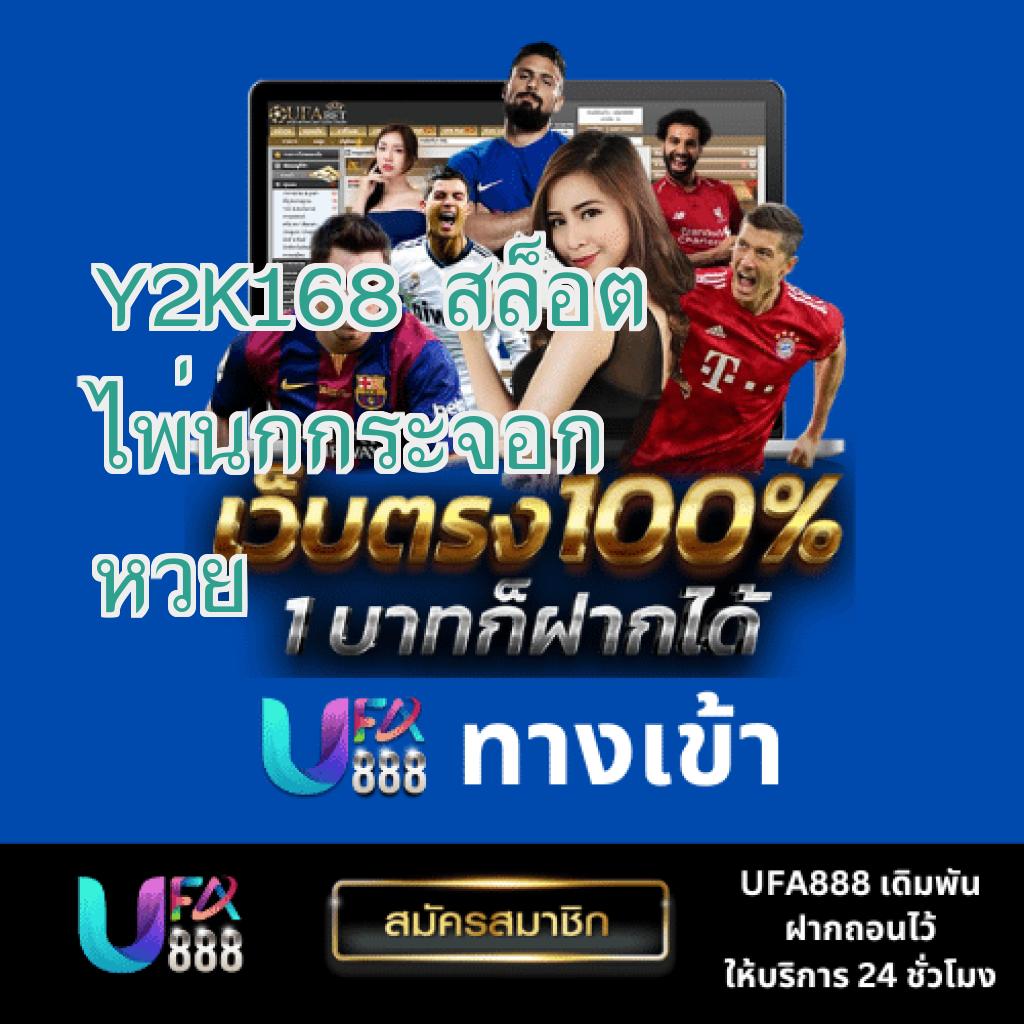 UFABET
Y2K168 สล็อต
ไพ่นกกระจอก
หวย
เว็บตรง100%
1 บาทก็ฝากได้
UFA
888
ทางเข้า
UFA
888
สมัครสมาชิก
UFA888 เดิมพัน
ฝากถอนไว้
ให้บริการ 24 ชั่วโมง